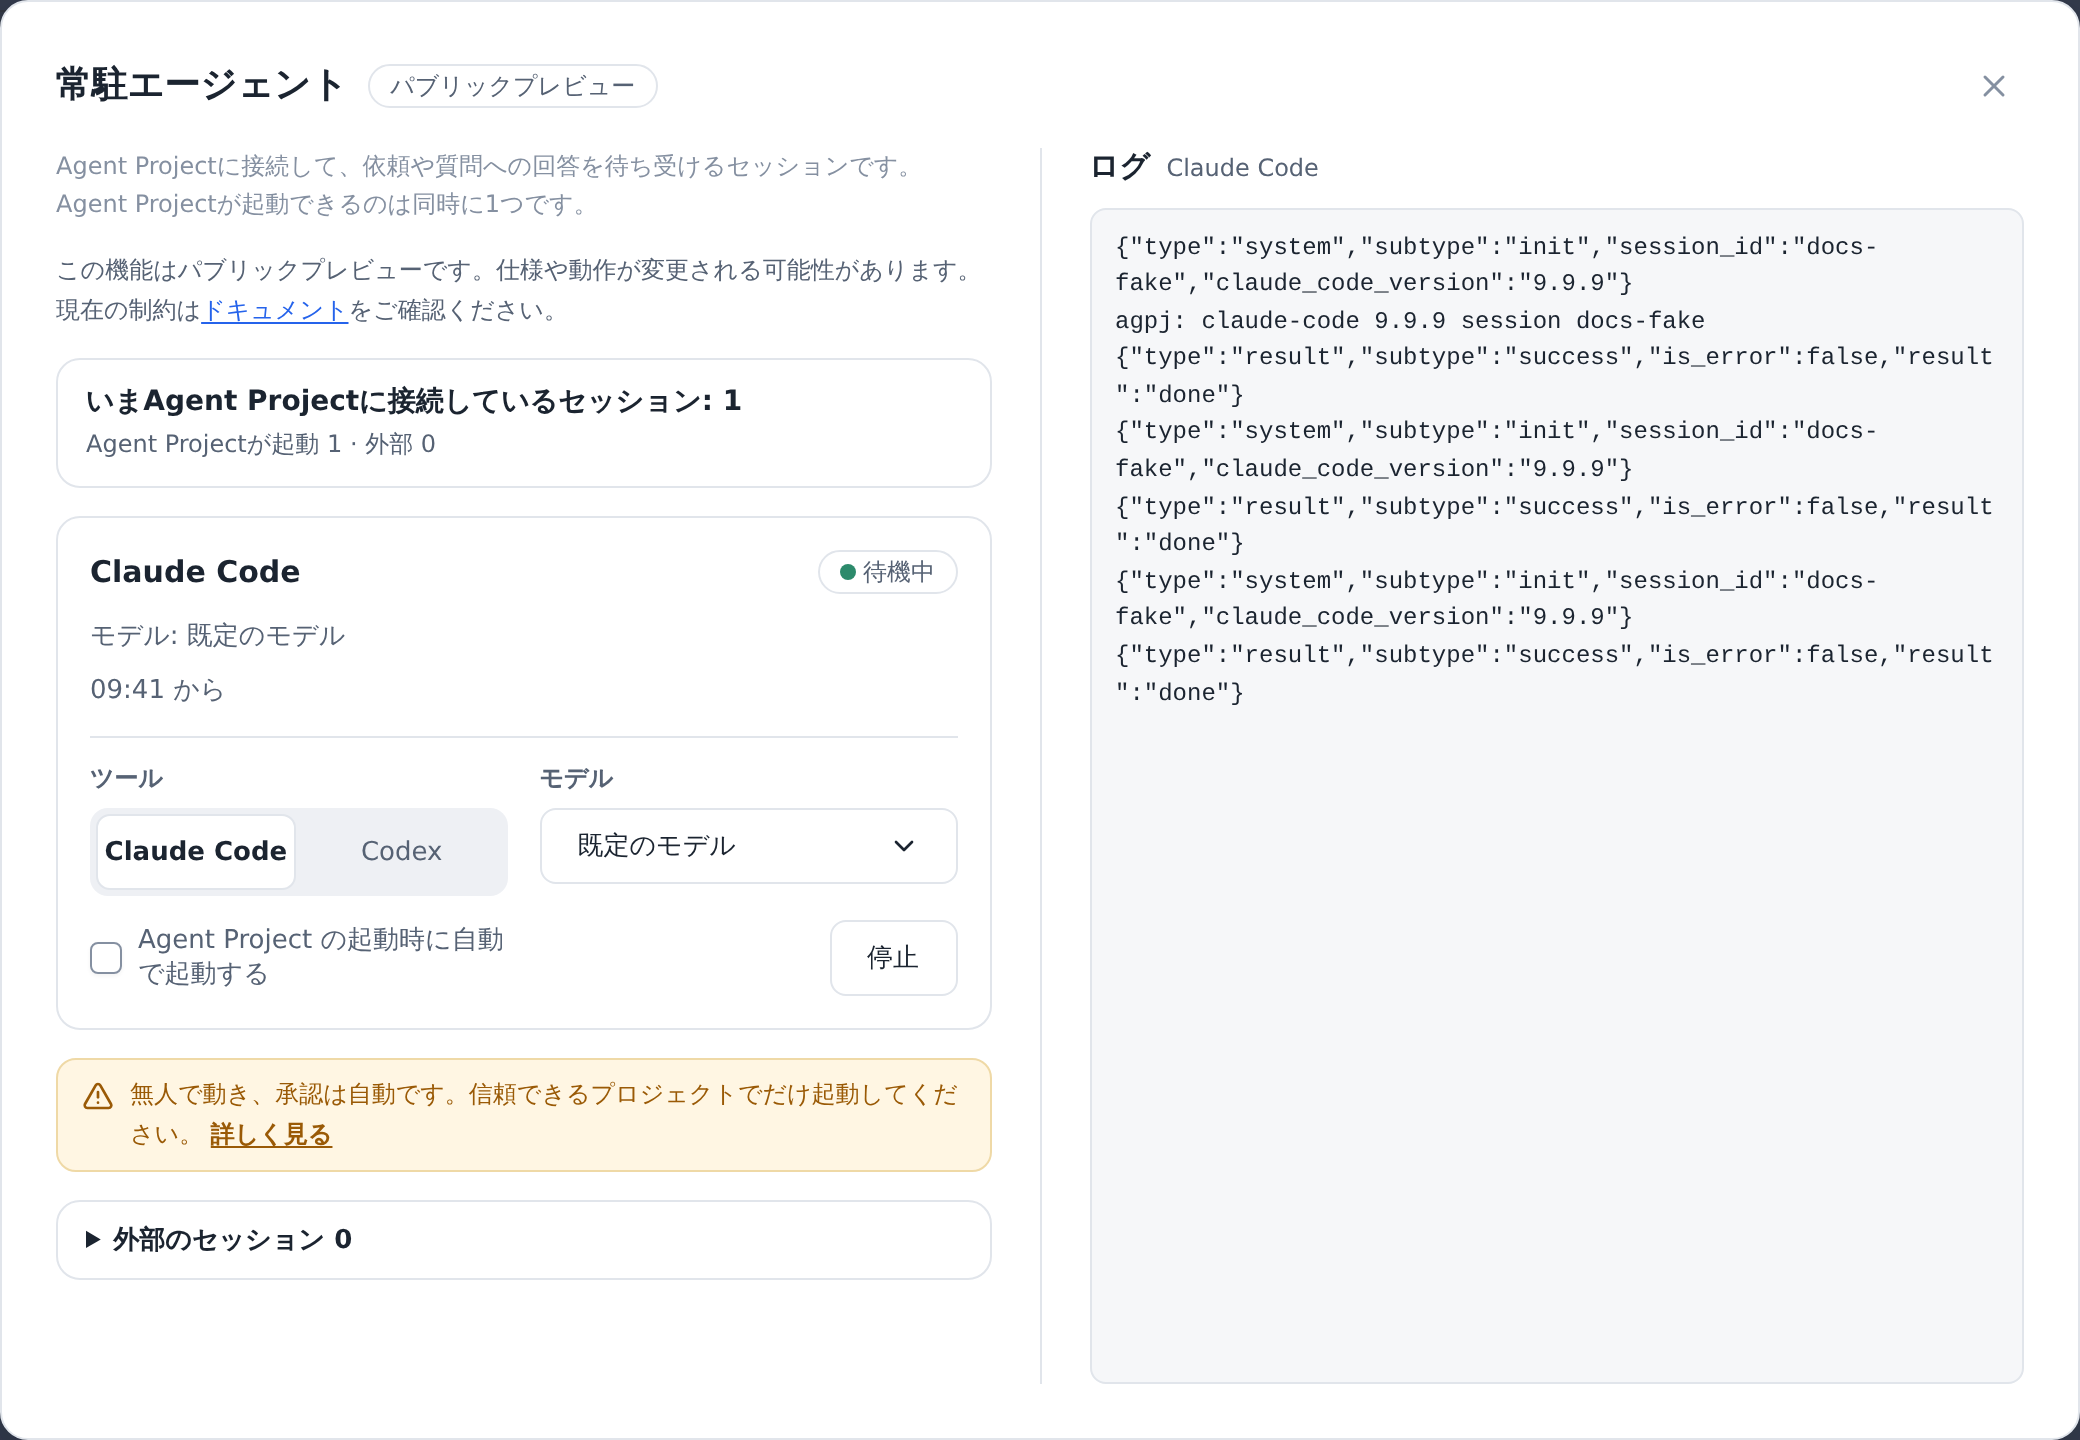 常駐エージェント パブリックプレビュー
Agent Projectに接続して、依頼や質問への回答を待ち受けるセッションです。
Agent Projectが起動できるのは同時に1つです。
この機能はパブリックプレビューです。仕様や動作が変更される可能性があります。
現在の制約はドキュメントをご確認ください。
いまAgent Projectに接続しているセッション: 1
Agent Projectが起動 1 · 外部 0
Claude Code 待機中
モデル: 既定のモデル
09:41 から
ツール モデル
Claude Code Codex 既定のモデル
Agent Project の起動時に自動
で起動する
停止
無人で動き、承認は自動です。信頼できるプロジェクトでだけ起動してくだ
さい。 詳しく見る
外部のセッション 0
ログ Claude Code
{"type":"system","subtype":"init","session_id":"docs-
fake","claude_code_version":"9.9.9"}
agpj: claude-code 9.9.9 session docs-fake
{"type":"result","subtype":"success","is_error":false,"result
":"done"}
{"type":"system","subtype":"init","session_id":"docs-
fake","claude_code_version":"9.9.9"}
{"type":"result","subtype":"success","is_error":false,"result
":"done"}
{"type":"system","subtype":"init","session_id":"docs-
fake","claude_code_version":"9.9.9"}
{"type":"result","subtype":"success","is_error":false,"result
":"done"}